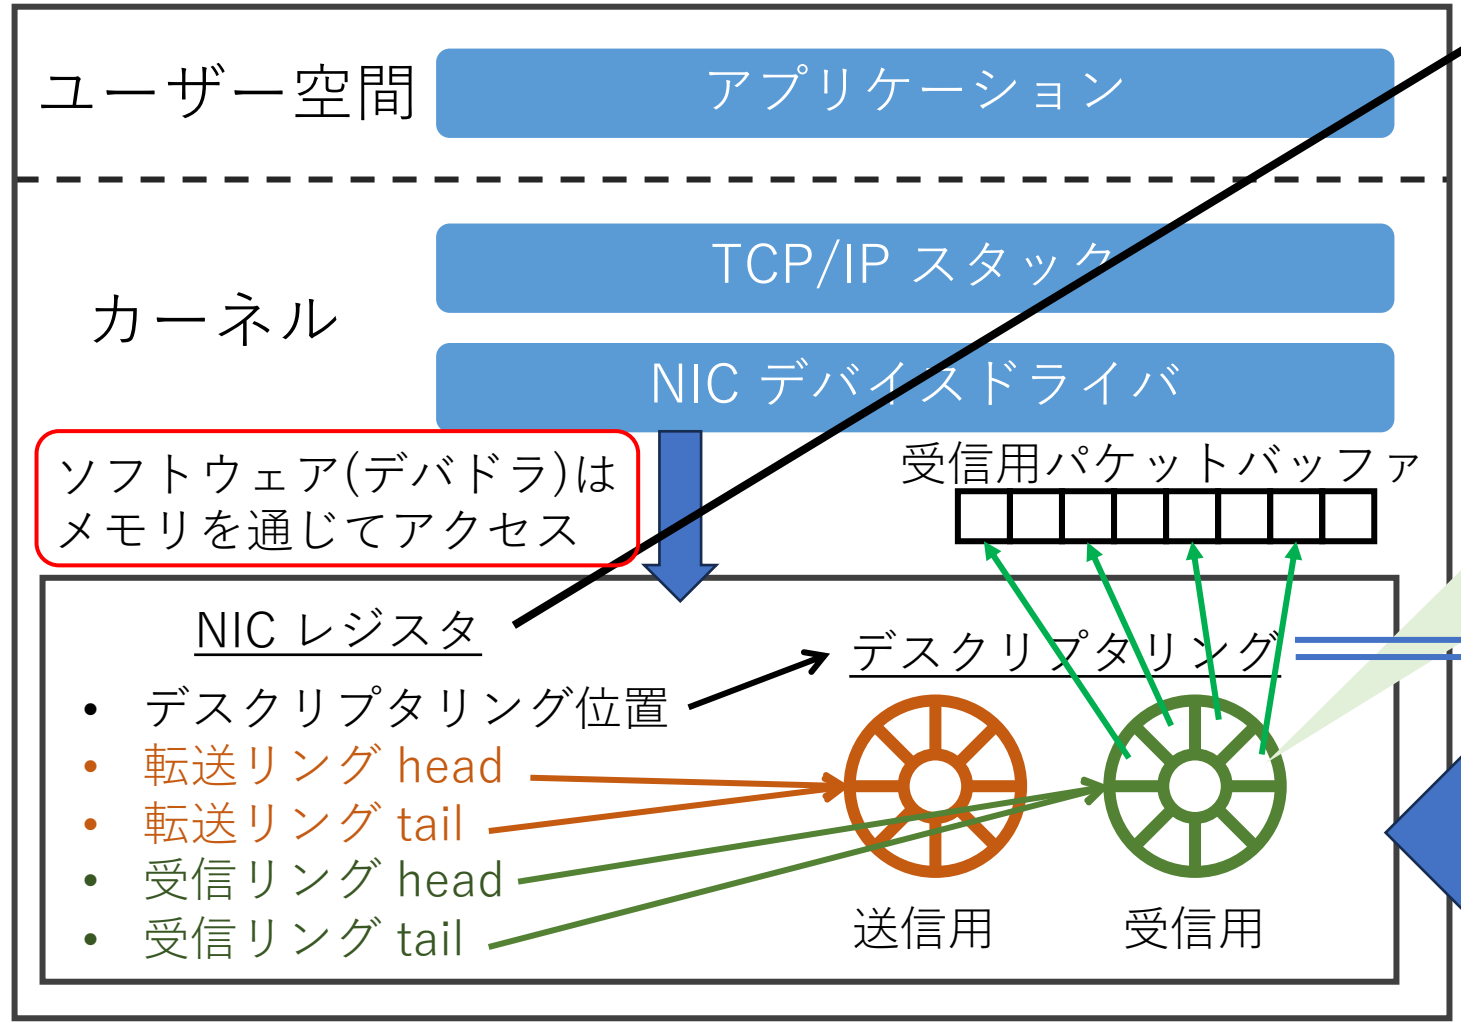 ユーザー空間
アプリケーション
カーネル
TCP/IP スタック
NIC デバイスドライバ
ソフトウェア(デバドラ)は
メモリを通じてアクセス
受信用パケットバッファ
NIC レジスタ
• デスクリプタリング位置
• 転送リング head
• 転送リング tail
• 受信リング head
• 受信リング tail
デスクリプタリング
送信用
受信用